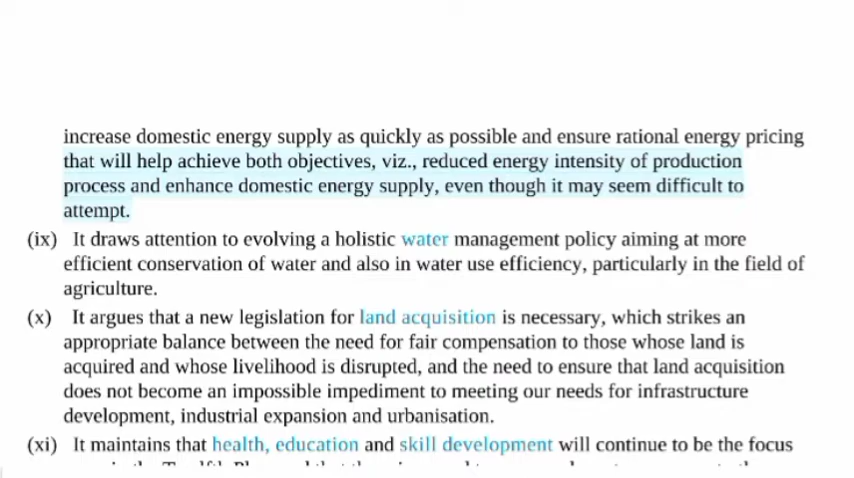 increase domestic energy supply as quickly as possible and ensure rational energy pricing
that will help achieve both objectives, viz., reduced energy intensity of production
process and enhance domestic energy supply, even though it may seem difficult to
attempt.
(ix) It draws attention to evolving a holistic water management policy aiming at more
efficient conservation of water and also in water use efficiency, particularly in the field of
agriculture.
(x) It argues that a new legislation for land acquisition is necessary, which strikes an
appropriate balance between the need for fair compensation to those whose land is
acquired and whose livelihood is disrupted, and the need to ensure that land acquisition
does not become an impossible impediment to meeting our needs for infrastructure
development, industrial expansion and urbanisation.
(xi) It maintains that health, education and skill development will continue to be the focus